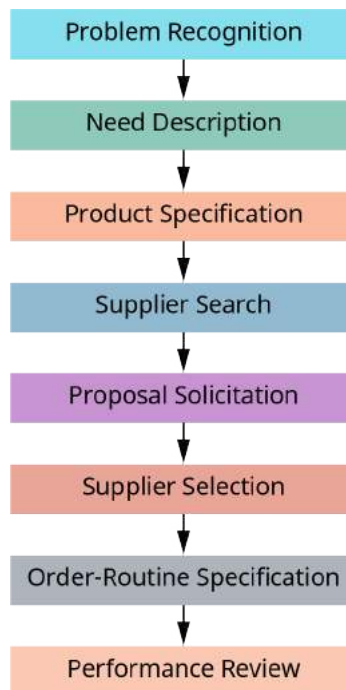 Problem Recognition
Need Description
Product Specification
Supplier Search
Proposal Solicitation
Supplier Selection
Order-Routine Specification
Performance Review